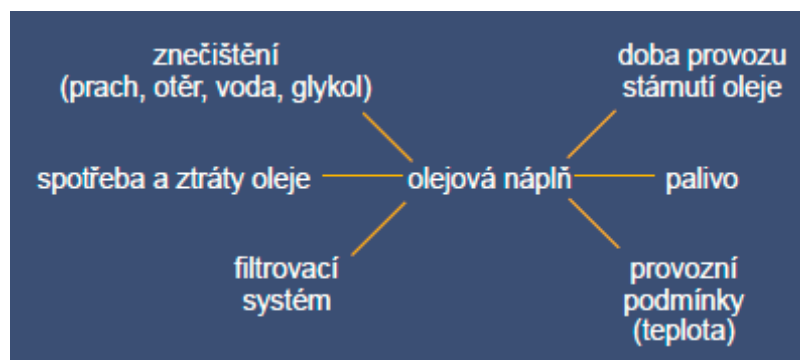 znečištění
(prach, otěr, voda, glykol)
doba provozu
stárnutí oleje
spotřeba a ztráty oleje
olejová náplň
palivo
filtrovací
systém
provozní
podmínky
(teplota)